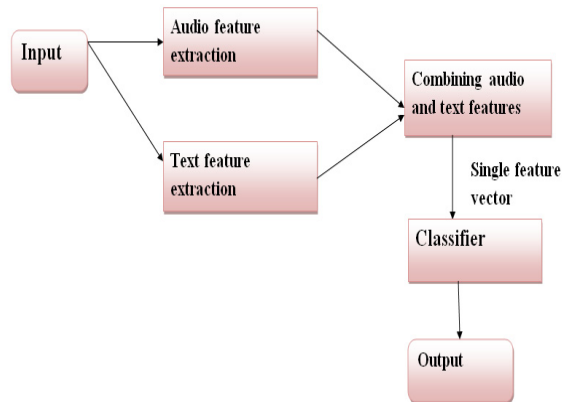 Input
Audio feature
extraction
Text feature
extraction
Combining audio
and text features
Single feature
vector
Classifier
Output